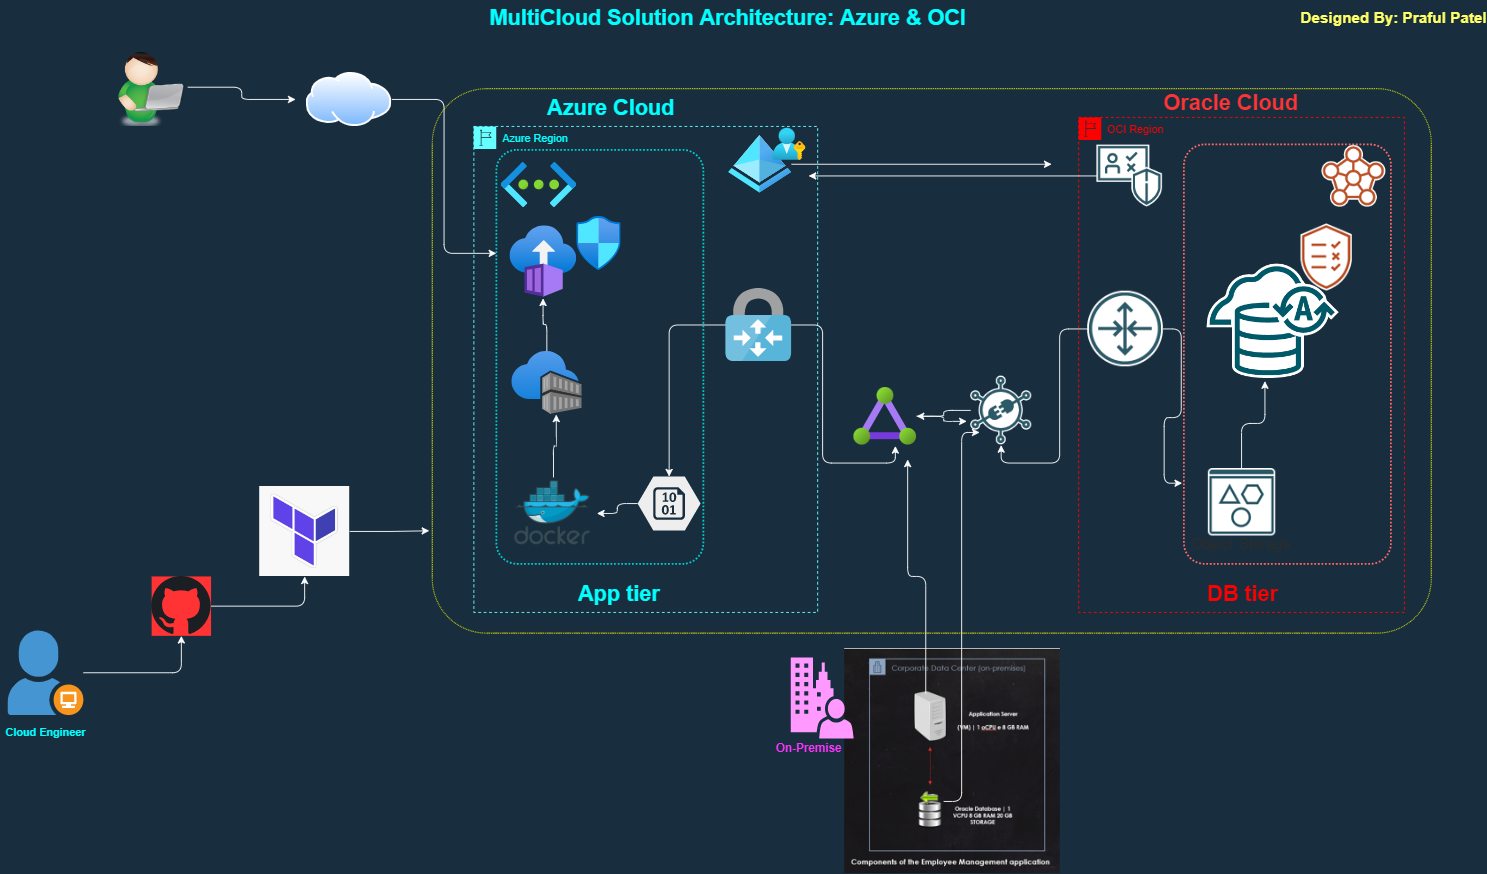 MultiCloud Solution Architecture: Azure & OCI
Designed By: Praful Patel
Azure Cloud
Oracle Cloud
Azure Region
OCI Region
A
10
01
docker
App tier
DB tier
Cloud Engineer
On-Premise
Corporate Data Center (on-premises)
Application Server
(VM) | 1 oCPU e 8 GB RAM
Oracle Database | 1
VCPU 8 GB RAM 20 GB
STORAGE
Components of the Employee Management application